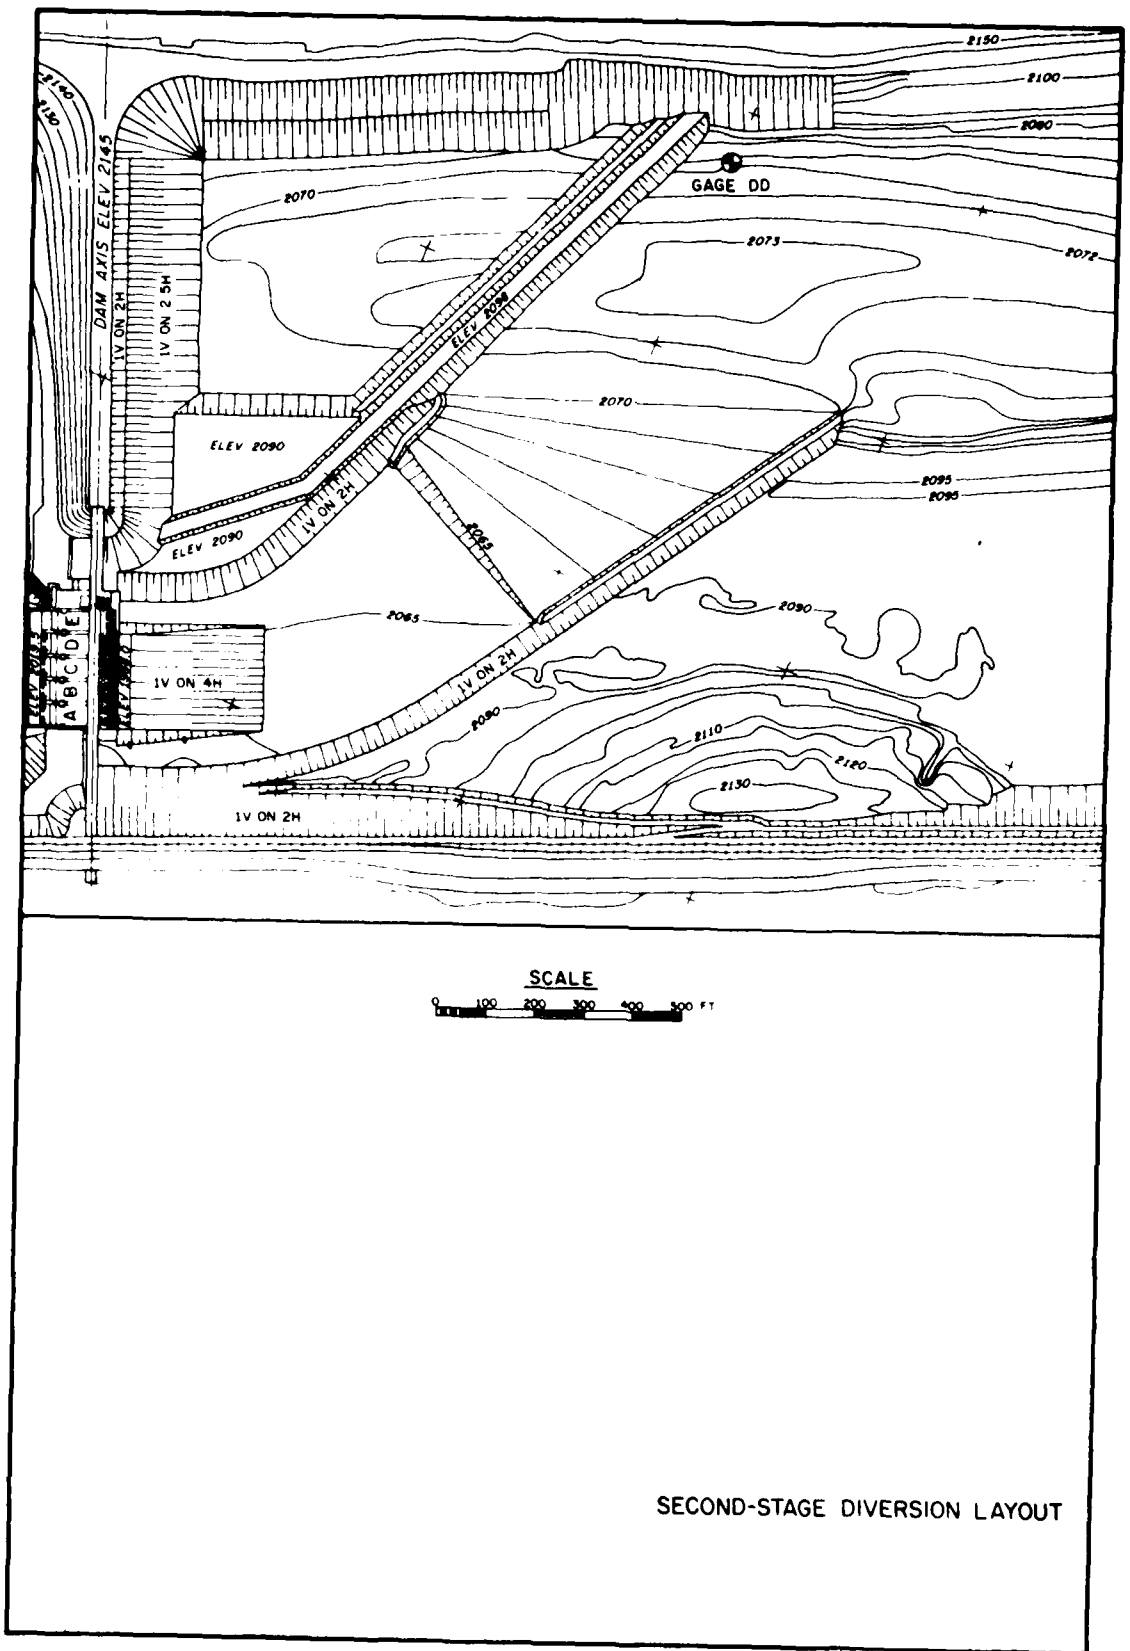 2150
2140
2130
2100
2080
DAM AXIS ELEV 2145
GAGE DD
2070
2073
2072
1V ON 2H
1V ON 2.5H
ELEV 2098
2070
ELEV 2090
2095
2095
1V ON 2H
2065
ELEV 2090
2065
2090
A B C D E
1V ON 4H
1V ON 2H
2090
2110
2120
2130
1V ON 2H
SCALE
0 100 200 300 400 500 FT
SECOND-STAGE DIVERSION LAYOUT